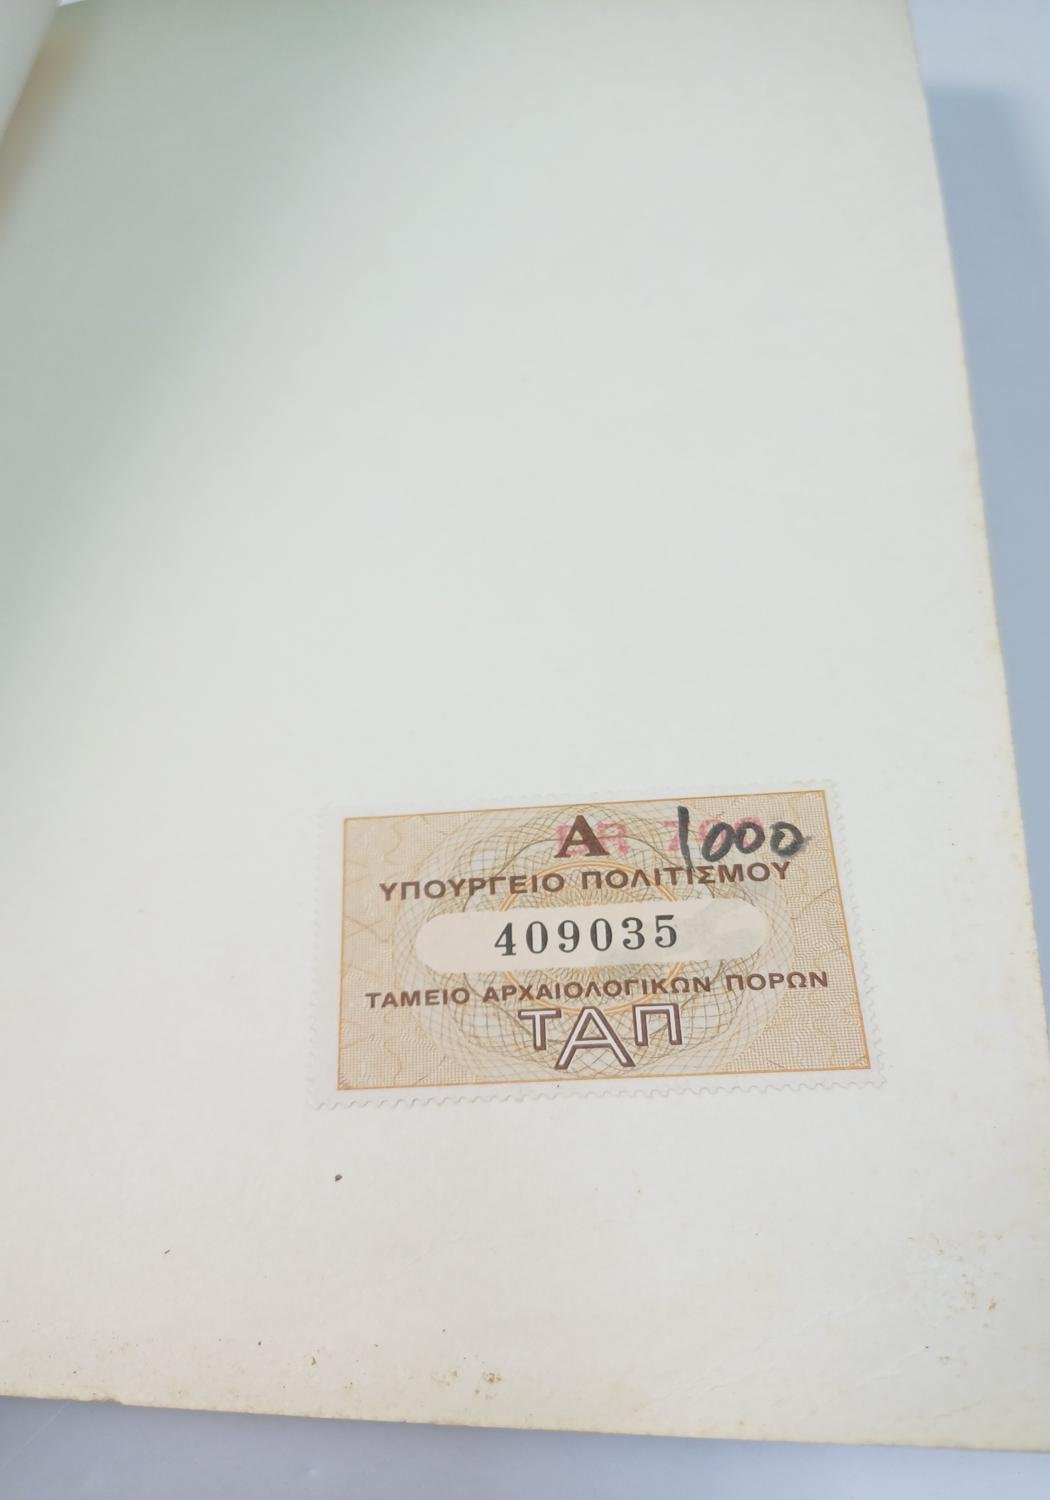 Α 1000
ΥΠΟΥΡΓΕΙΟ ΠΟΛΙΤΙΣΜΟΥ
409035
ΤΑΜΕΙΟ ΑΡΧΑΙΟΛΟΓΙΚΩΝ ΠΟΡΩΝ
ΤΑΠ